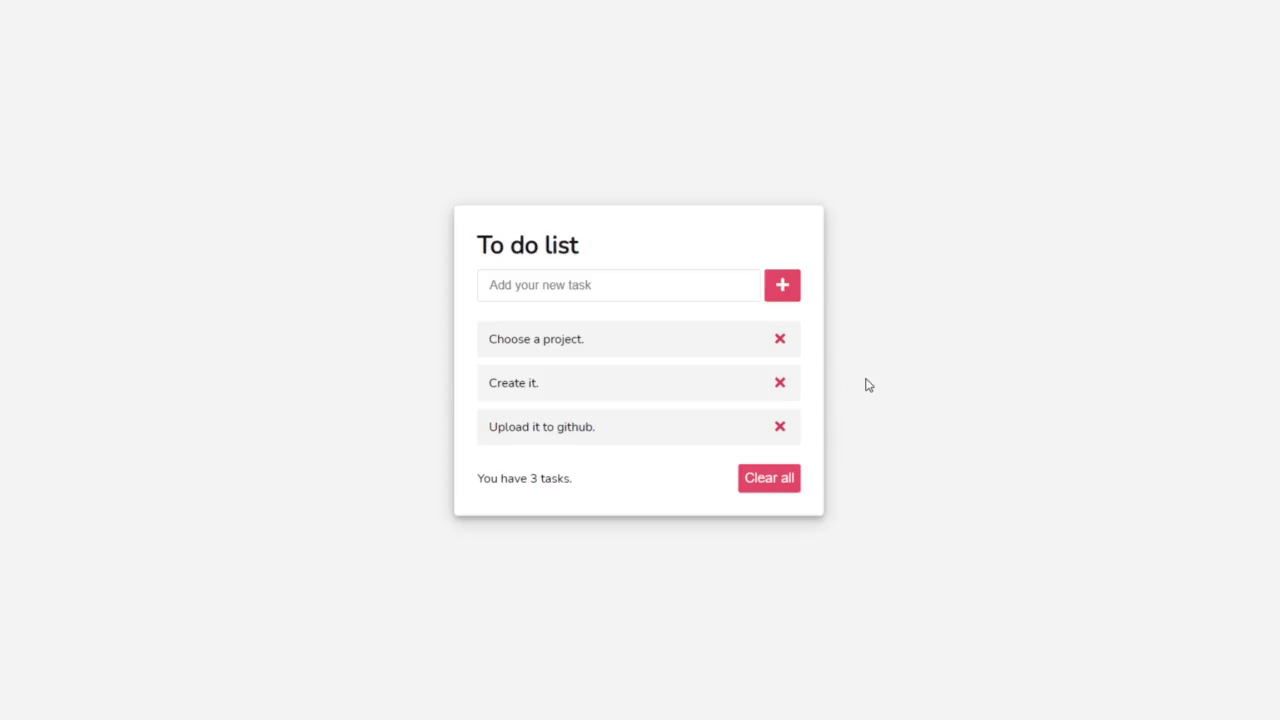 To do list
Add your new task
Choose a project.
Create it.
Upload it to github.
You have 3 tasks.
Clear all